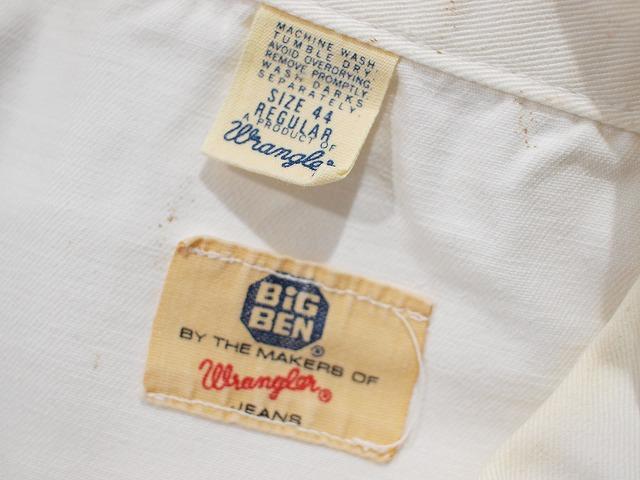 MACHINE WASH
TUMBLE DRY.
AVOID OVERDRYING.
REMOVE PROMPTLY.
WASH DARKS
SEPARATELY.
SIZE 44
REGULAR
A PRODUCT OF
Wrangler
BIG
BEN ®
BY THE MAKERS OF
Wrangler®
JEANS